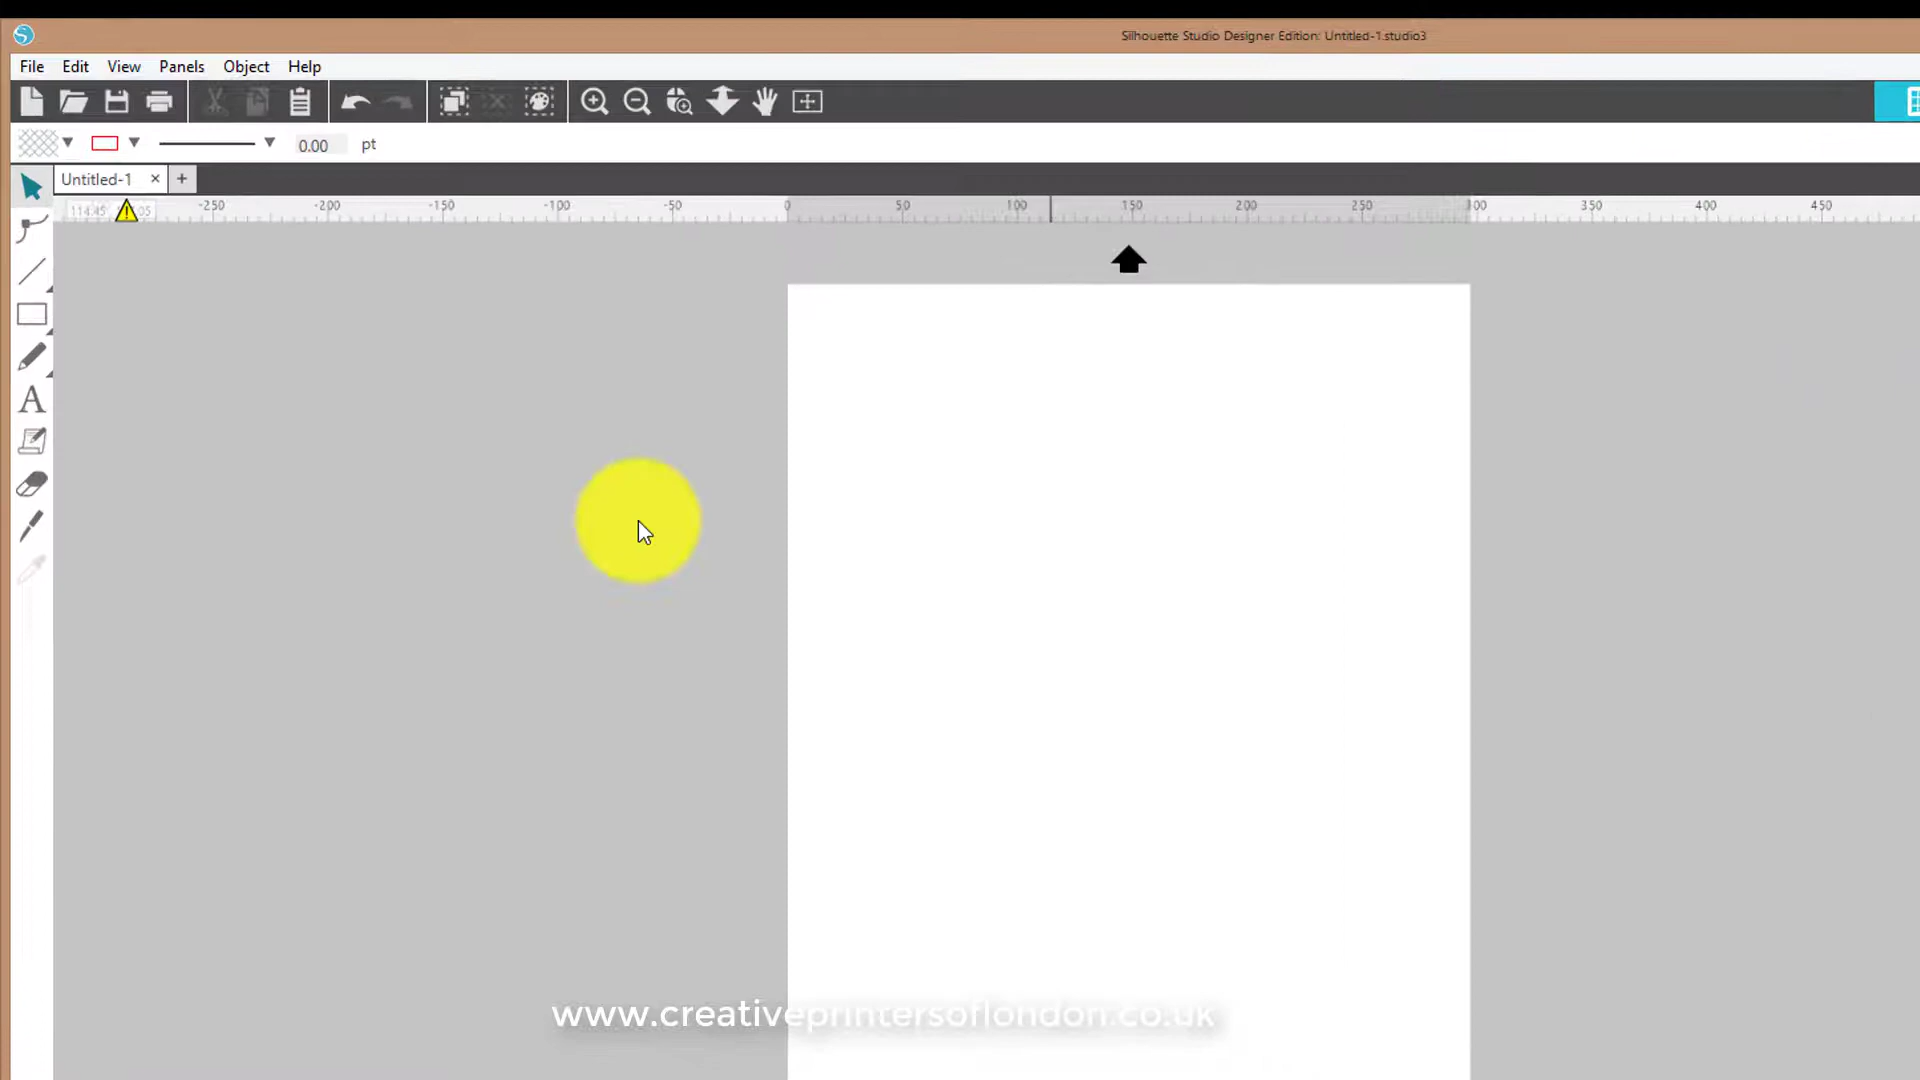 Silhouette Studio Designer Edition: Untitled-1.studio3
File Edit View Panels Object Help
0.00 pt
Untitled-1 × +
-250 -200 -150 -100 -50 0 50 100 150 200 250 300 350 400 450
A
www.creativeprintersoflondon.co.uk